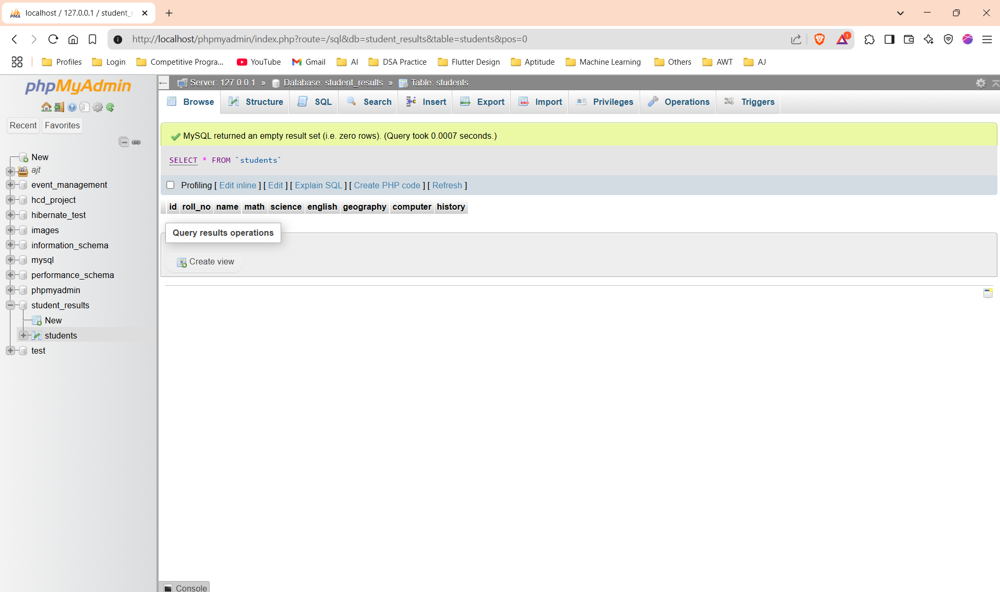 localhost / 127.0.0.1 / student_r
http://localhost/phpmyadmin/index.php?route=/sql&db=student_results&table=students&pos=0
1
Profiles Login Competitive Progra... YouTube Gmail AI DSA Practice Flutter Design Aptitude Machine Learning Others AWT AJ
phpMyAdmin
Recent Favorites
New
ajt
event_management
hcd_project
hibernate_test
images
information_schema
mysql
performance_schema
phpmyadmin
student_results
New
students
test
Server: 127.0.0.1 » Database: student_results » Table: students
Browse Structure SQL Search Insert Export Import Privileges Operations Triggers
MySQL returned an empty result set (i.e. zero rows). (Query took 0.0007 seconds.)
SELECT * FROM `students`
Profiling [ Edit inline ] [ Edit ] [ Explain SQL ] [ Create PHP code ] [ Refresh ]
id roll_no name math science english geography computer history
Query results operations
Create view
Console